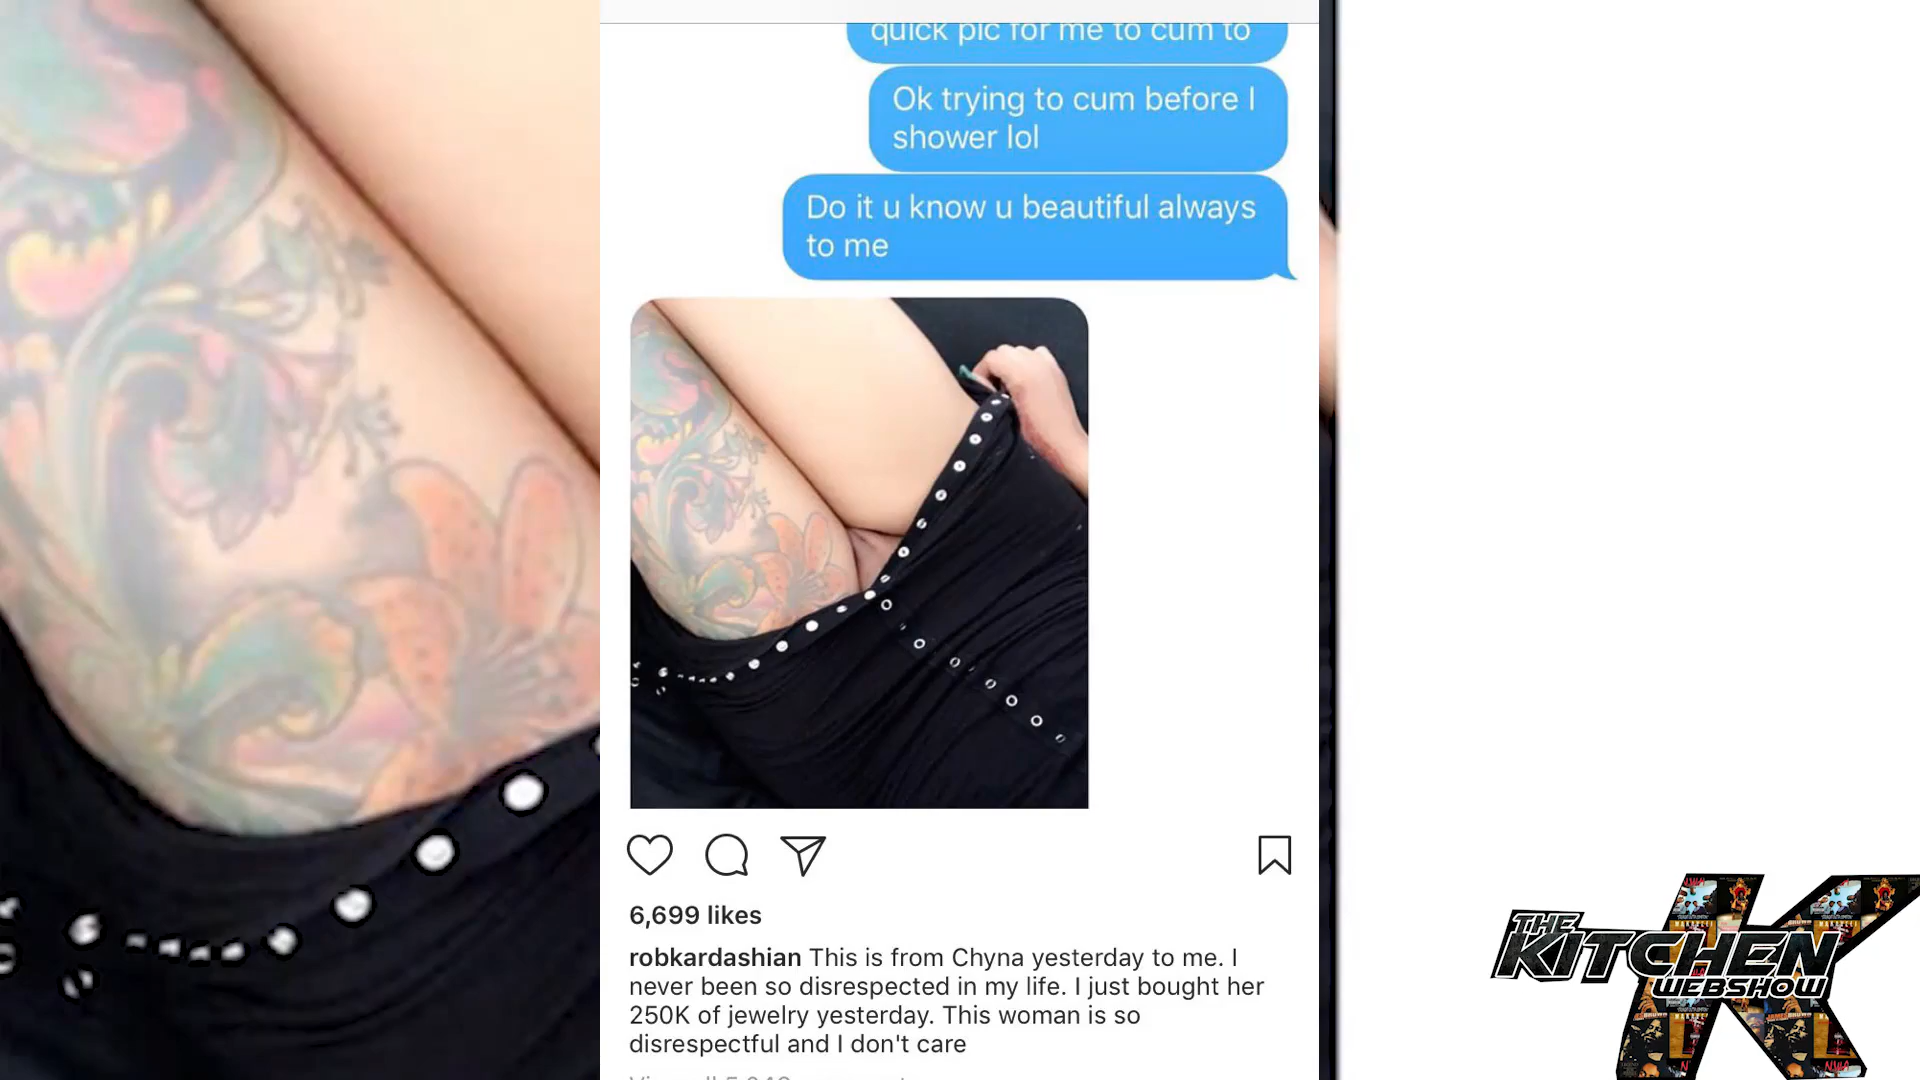 quick pic for me to cum to
Ok trying to cum before I
shower lol
Do it u know u beautiful always
to me
6,699 likes
robkardashian This is from Chyna yesterday to me. I
never been so disrespected in my life. I just bought her
250K of jewelry yesterday. This woman is so
disrespectful and I don't care
THE
KITCHEN
WEBSHOW